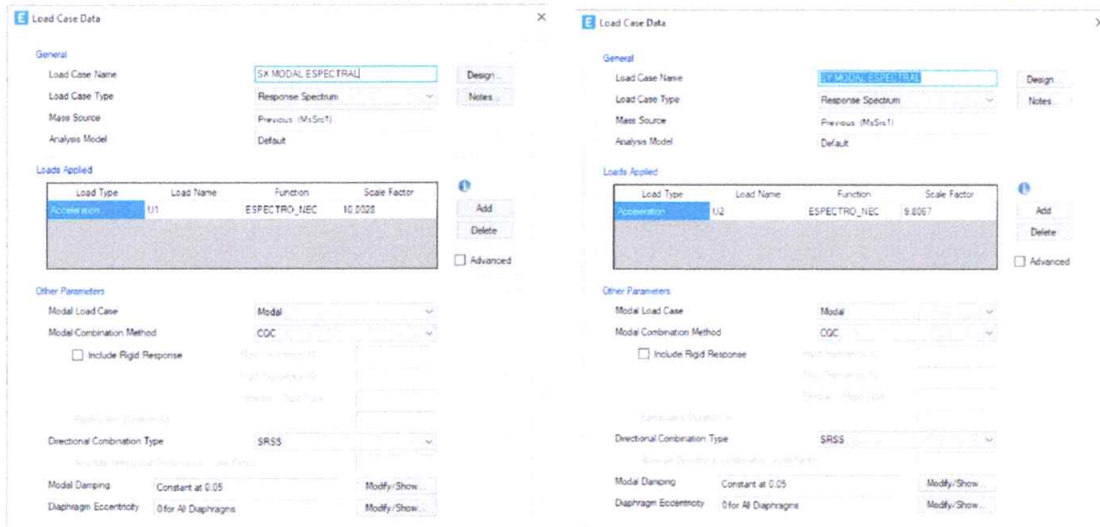 Load Case Data
General
Load Case Name SX MODAL ESPECTRAL Design...
Load Case Type Response Spectrum Notes...
Mass Source Previous (MsSrc1)
Analysis Model Default
Loads Applied
Load Type Load Name Function Scale Factor
Acceleration U1 ESPECTRO_NEC 10.0028
Add
Delete
Advanced
Other Parameters
Modal Load Case Modal
Modal Combination Method CQC
Include Rigid Response
Directional Combination Type SRSS
Modal Damping Constant at 0.05 Modify/Show...
Diaphragm Eccentricity 0 for All Diaphragms Modify/Show...
Load Case Data
General
Load Case Name SY MODAL ESPECTRAL Design...
Load Case Type Response Spectrum Notes...
Mass Source Previous (MsSrc1)
Analysis Model Default
Loads Applied
Load Type Load Name Function Scale Factor
Acceleration U2 ESPECTRO_NEC 9.8067
Add
Delete
Advanced
Other Parameters
Modal Load Case Modal
Modal Combination Method CQC
Include Rigid Response
Directional Combination Type SRSS
Modal Damping Constant at 0.05 Modify/Show...
Diaphragm Eccentricity 0 for All Diaphragms Modify/Show...